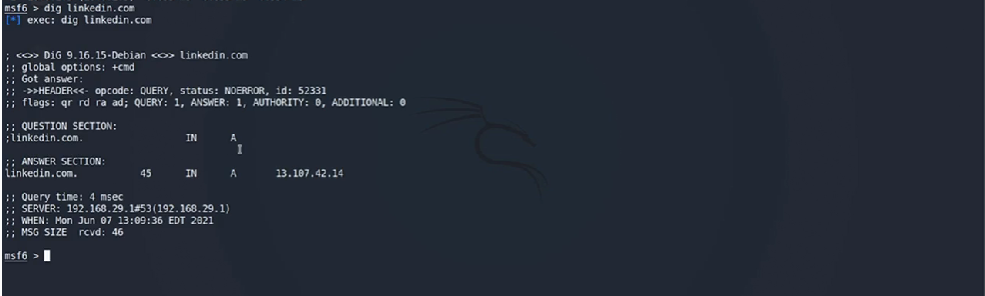 msf6 > dig linkedin.com
[*] exec: dig linkedin.com
; <<>> DiG 9.16.15-Debian <<>> linkedin.com
;; global options: +cmd
;; Got answer:
;; ->>HEADER<<- opcode: QUERY, status: NOERROR, id: 52331
;; flags: qr rd ra ad; QUERY: 1, ANSWER: 1, AUTHORITY: 0, ADDITIONAL: 0
;; QUESTION SECTION:
;linkedin.com. IN A
;; ANSWER SECTION:
linkedin.com. 45 IN A 13.107.42.14
;; Query time: 4 msec
;; SERVER: 192.168.29.1#53(192.168.29.1)
;; WHEN: Mon Jun 07 13:09:36 EDT 2021
;; MSG SIZE rcvd: 46
msf6 >